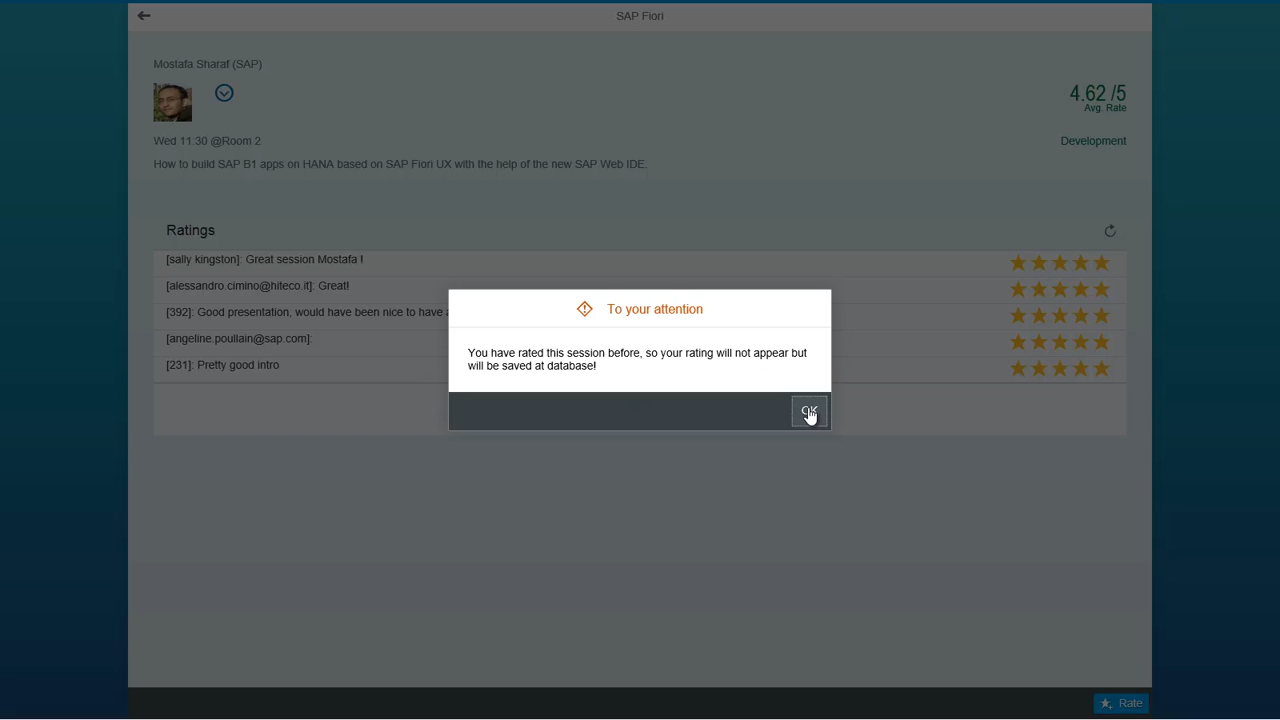 SAP Fiori
Mostafa Sharaf (SAP)
4.62 /5
Avg. Rate
Wed 11:30 @Room 2
Development
How to build SAP B1 apps on HANA based on SAP Fiori UX with the help of the new SAP Web IDE.
Ratings
[sally kingston]: Great session Mostafa !
[alessandro.cimino@hiteco.it]: Great!
[392]: Good presentation, would have been nice to have
[angeline.poullain@sap.com]:
[231]: Pretty good intro
To your attention
You have rated this session before, so your rating will not appear but
will be saved at database!
OK
Rate